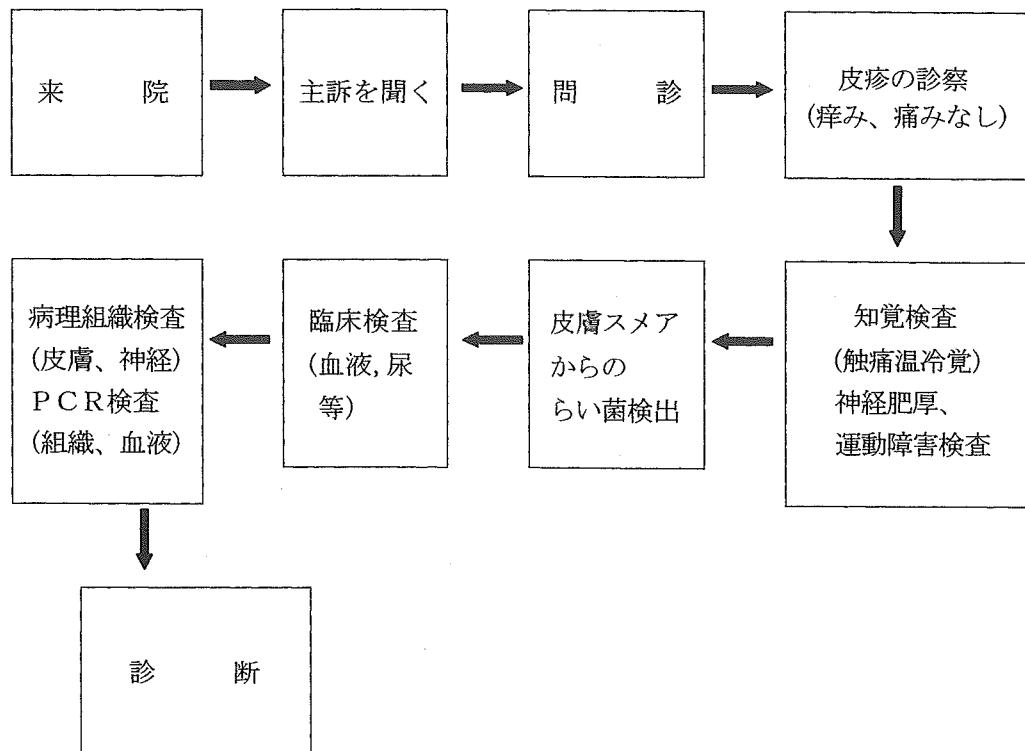 来　　院
主訴を聞く
問　　診
皮疹の診察
(痒み、痛みなし)
知覚検査
(触痛温冷覚)
神経肥厚、
運動障害検査
皮膚スメア
からの
らい菌検出
臨床検査
(血液,尿
等)
病理組織検査
(皮膚、神経)
ＰＣＲ検査
(組織、血液)
診　　断